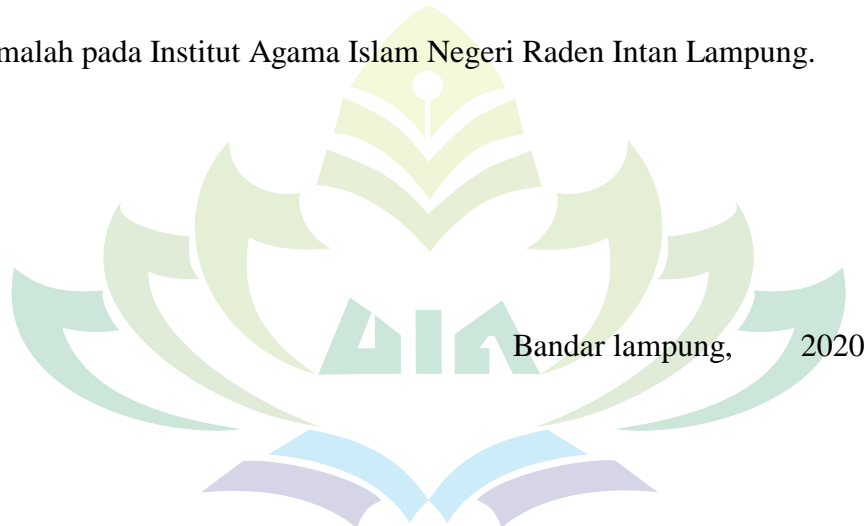 malah pada Institut Agama Islam Negeri Raden Intan Lampung.
Bandar lampung, 2020